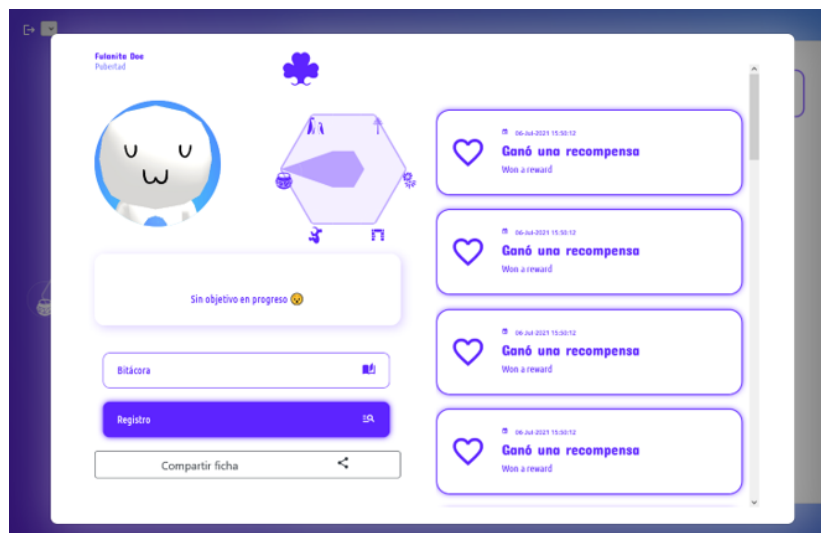 Fulanito Doe
Pubertad
Sin objetivo en progreso 😮
Bitácora
Registro
Compartir ficha
06-Jul-2021 15:50:12
Ganó una recompensa
Won a reward
06-Jul-2021 15:50:12
Ganó una recompensa
Won a reward
06-Jul-2021 15:50:12
Ganó una recompensa
Won a reward
06-Jul-2021 15:50:12
Ganó una recompensa
Won a reward